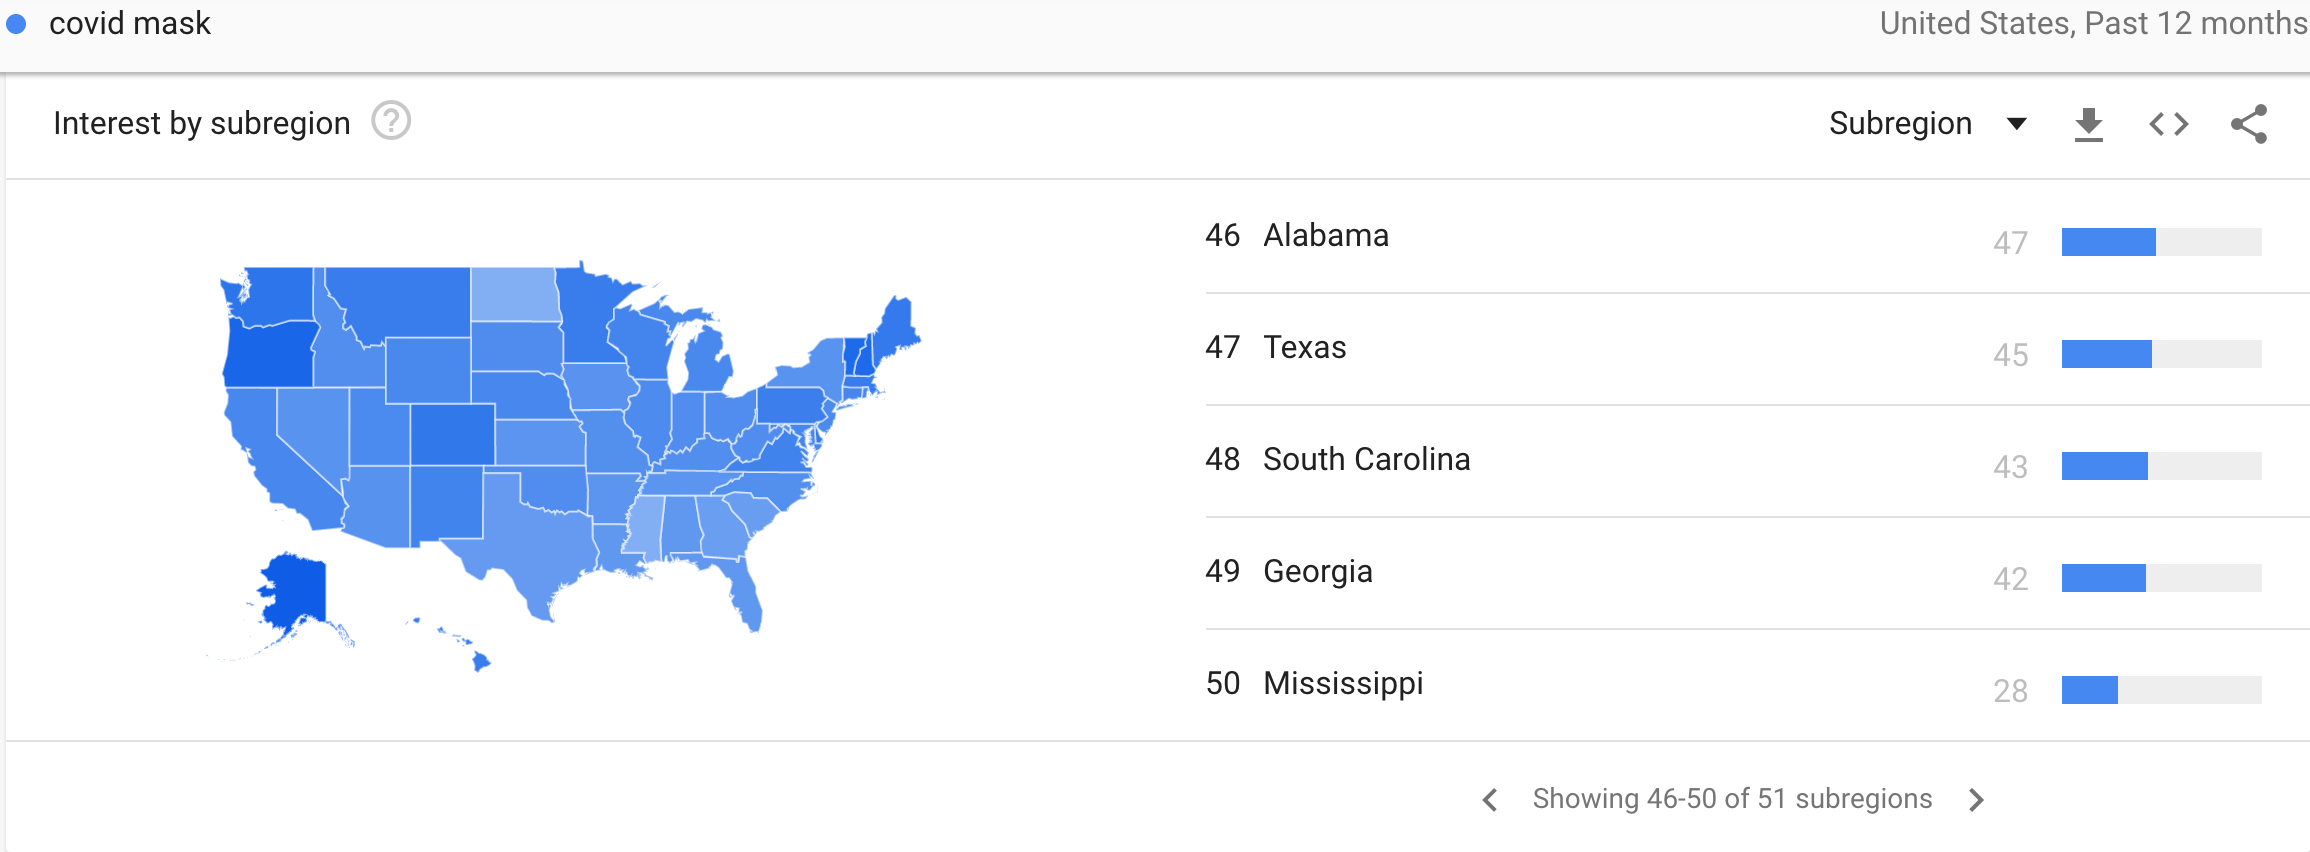 covid mask
United States, Past 12 months
Interest by subregion ?
Subregion
46 Alabama 47
47 Texas 45
48 South Carolina 43
49 Georgia 42
50 Mississippi 28
Showing 46-50 of 51 subregions